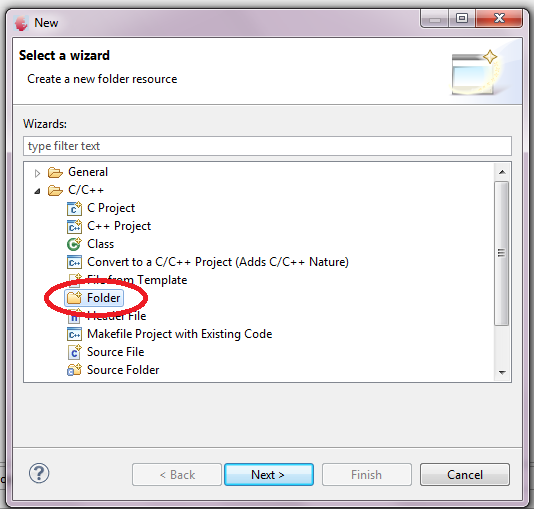 New
Select a wizard
Create a new folder resource
Wizards:
type filter text
General
C/C++
C Project
C++ Project
Class
Convert to a C/C++ Project (Adds C/C++ Nature)
File from Template
Folder
Header File
Makefile Project with Existing Code
Source File
Source Folder
< Back Next > Finish Cancel